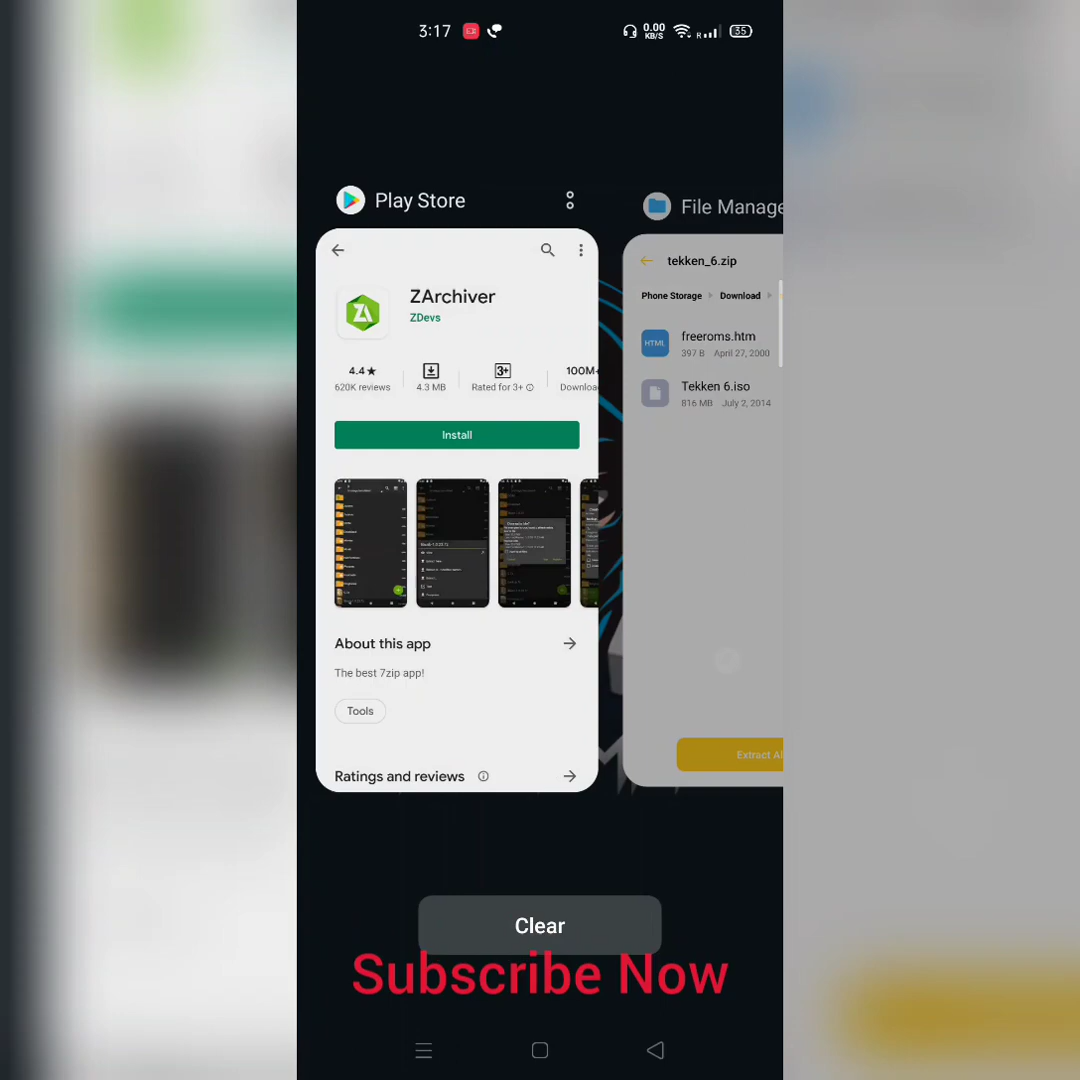 3:17
0.00
KB/S
R
35
Play Store
File Manage
ZArchiver
ZDevs
tekken_6.zip
Phone Storage
Download
HTML
freeroms.htm
397 B April 27, 2000
Tekken 6.iso
816 MB July 2, 2014
4.4★
620K reviews
4.3 MB
3+
Rated for 3+
100M+
Downloa
Install
About this app
The best 7zip app!
Tools
Ratings and reviews
Extract Al
Clear
Subscribe Now